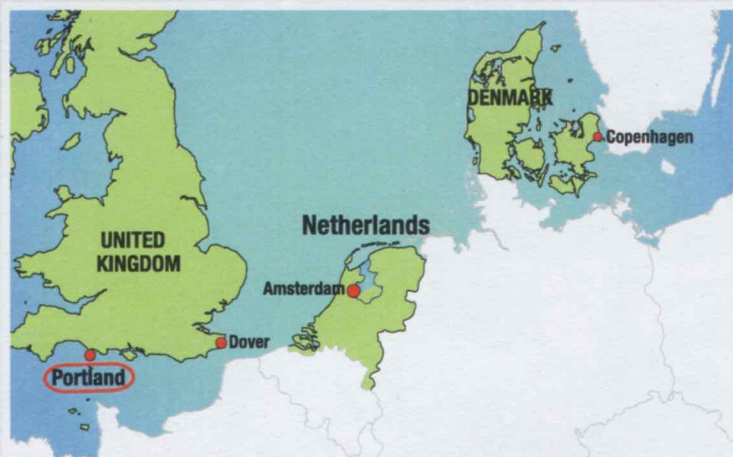 DENMARK
Copenhagen
Netherlands
UNITED
KINGDOM
Amsterdam
Dover
Portland